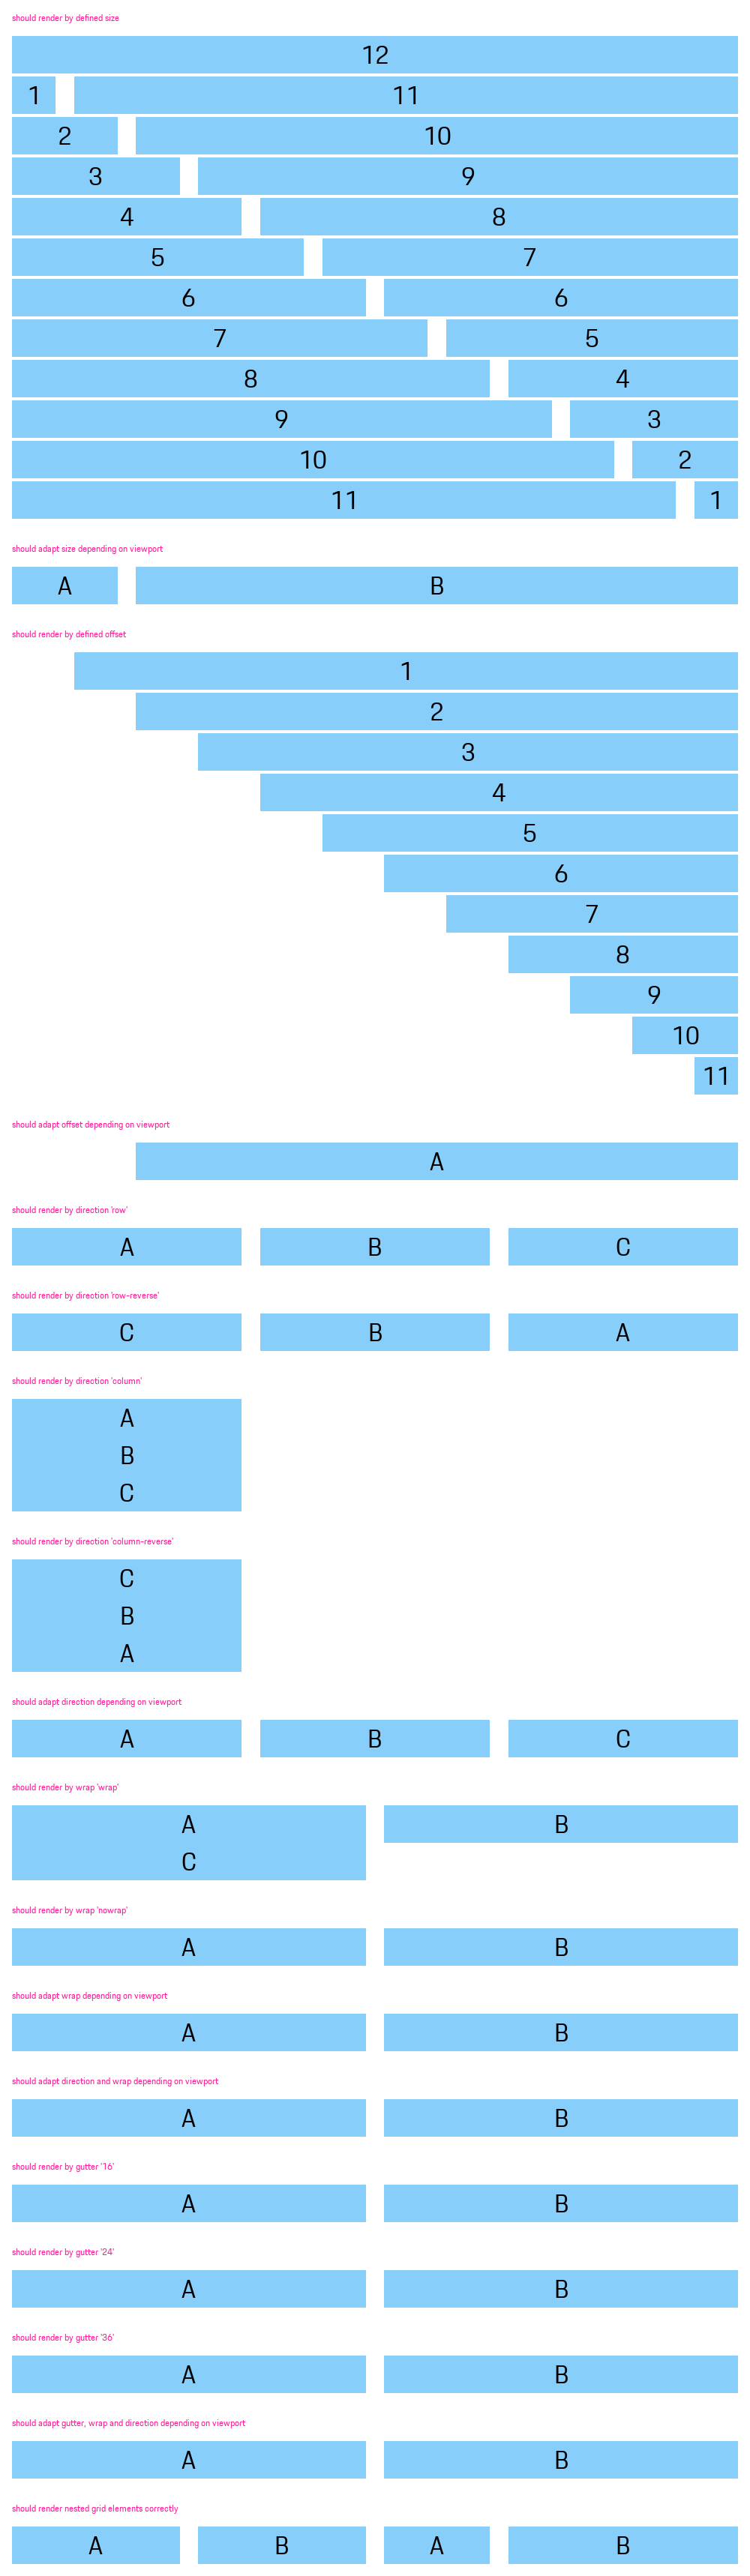 should render by defined size
12
1 11
2 10
3 9
4 8
5 7
6 6
7 5
8 4
9 3
10 2
11 1
should adapt size depending on viewport
A B
should render by defined offset
1
2
3
4
5
6
7
8
9
10
11
should adapt offset depending on viewport
A
should render by direction 'row'
A B C
should render by direction 'row-reverse'
C B A
should render by direction 'column'
A
B
C
should render by direction 'column-reverse'
C
B
A
should adapt direction depending on viewport
A B C
should render by wrap 'wrap'
A B
C
should render by wrap 'nowrap'
A B
should adapt wrap depending on viewport
A B
should adapt direction and wrap depending on viewport
A B
should render by gutter '16'
A B
should render by gutter '24'
A B
should render by gutter '36'
A B
should adapt gutter, wrap and direction depending on viewport
A B
should render nested grid elements correctly
A B A B